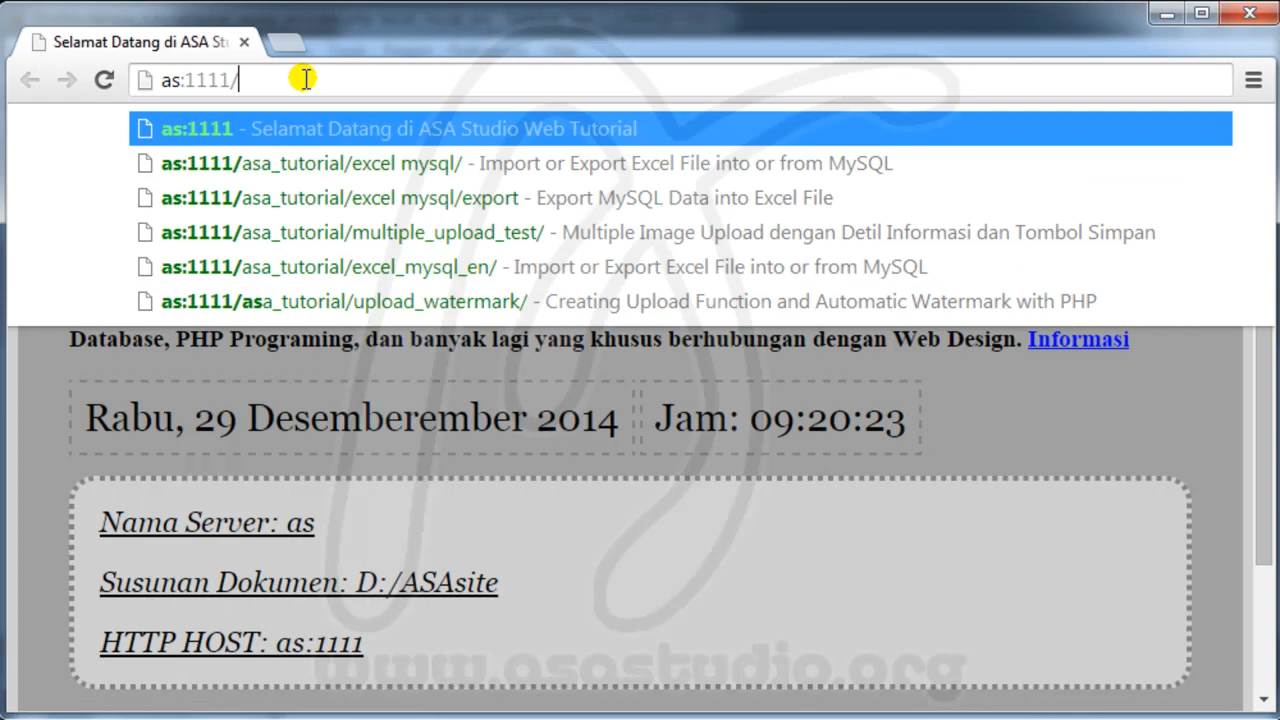 Selamat Datang di ASA Stu
as:1111/
as:1111 - Selamat Datang di ASA Studio Web Tutorial
as:1111/asa_tutorial/excel mysql/ - Import or Export Excel File into or from MySQL
as:1111/asa_tutorial/excel mysql/export - Export MySQL Data into Excel File
as:1111/asa_tutorial/multiple_upload_test/ - Multiple Image Upload dengan Detil Informasi dan Tombol Simpan
as:1111/asa_tutorial/excel_mysql_en/ - Import or Export Excel File into or from MySQL
as:1111/asa_tutorial/upload_watermark/ - Creating Upload Function and Automatic Watermark with PHP
Database, PHP Programing, dan banyak lagi yang khusus berhubungan dengan Web Design. Informasi
Rabu, 29 Desemberember 2014 Jam: 09:20:23
Nama Server: as
Susunan Dokumen: D:/ASAsite
HTTP HOST: as:1111
www.asastudio.org